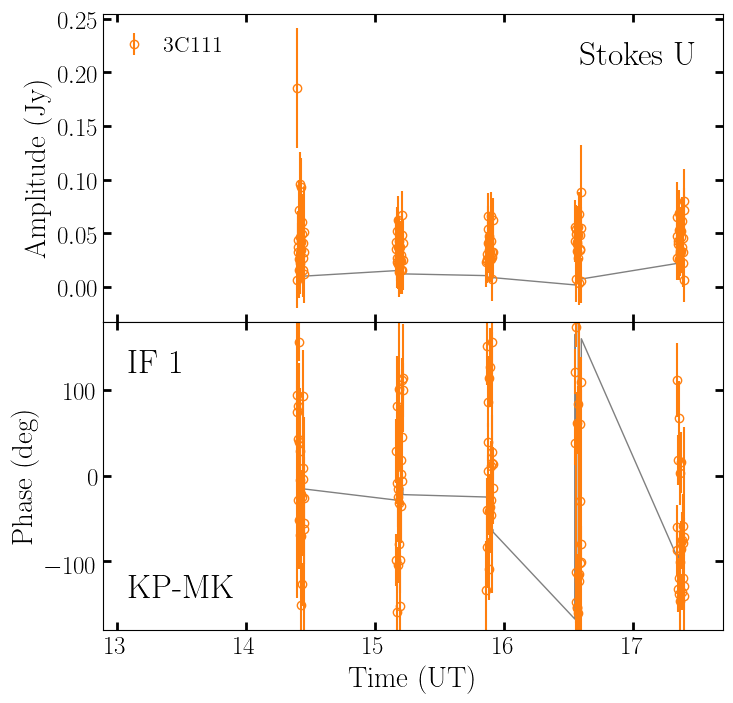 0.25
0.20
0.15
0.10
0.05
0.00
Amplitude (Jy)
3C111
Stokes U
100
0
−100
Phase (deg)
IF 1
KP-MK
13 14 15 16 17
Time (UT)